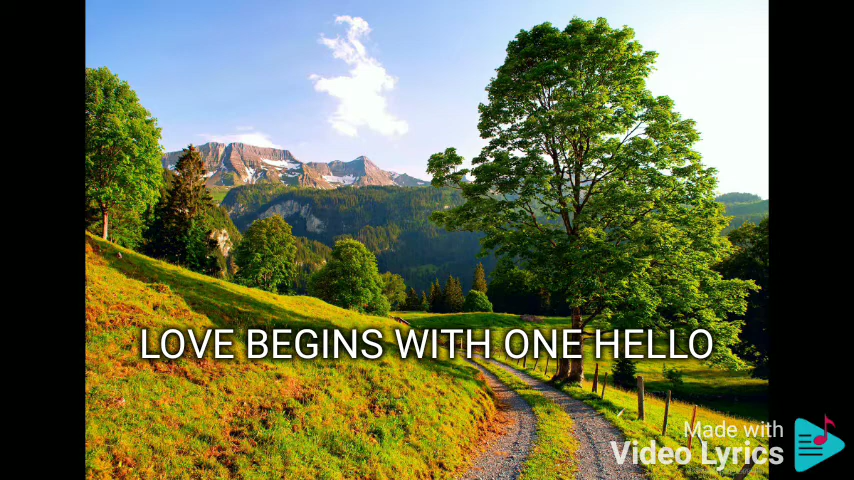 LOVE BEGINS WITH ONE HELLO
Made with
Video Lyrics